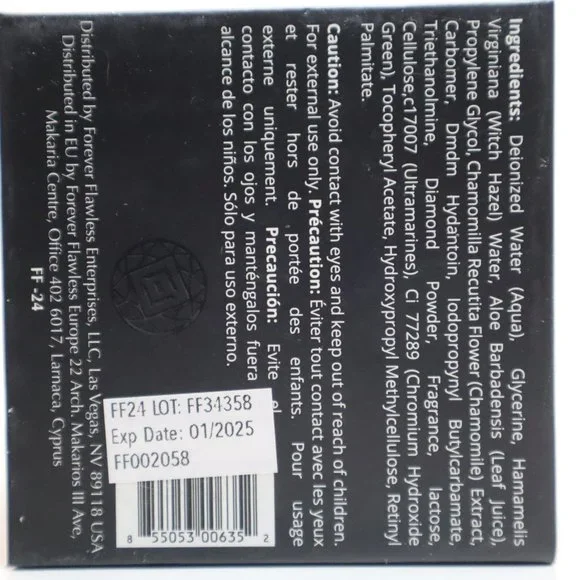 Ingredients: Deionized Water (Aqua), Glycerine, Hamamelis
Virginiana (Witch Hazel) Water, Aloe Barbadensis (Leaf Juice),
Propylene Glycol, Chamomilla Recutita Flower (Chamomile) Extract,
Carbomer, Dmdm Hydantoin, Iodopropynyl Butylcarbamate,
Triethanolmine, Diamond Powder, Fragrance, lactose,
Cellulose,c17007 (Ultramarines), CI 77289 (Chromium Hydroxide
Green), Tocopheryl Acetate, Hydroxypropyl Methylcellulose, Retinyl
Palmitate.
Caution: Avoid contact with eyes and keep out of reach of children.
For external use only. Précaution: Éviter tout contact avec les yeux
et rester hors de portée des enfants. Pour usage
externe uniquement. Precaución: Evite el
contacto con los ojos y manténgalos fuera
alcance de los niños. Sólo para uso externo.
Distributed by Forever Flawless Enterprises, LLC, Las Vegas, NV 89118 USA
Distributed in EU by Forever Flawless Europe 22 Arch. Makarios III Ave,
Makaria Centre, Office 402 6017, Larnaca, Cyprus
FF -24
FF24 LOT: FF34358
Exp Date: 01/2025
FF002058
8 55053 00635 2